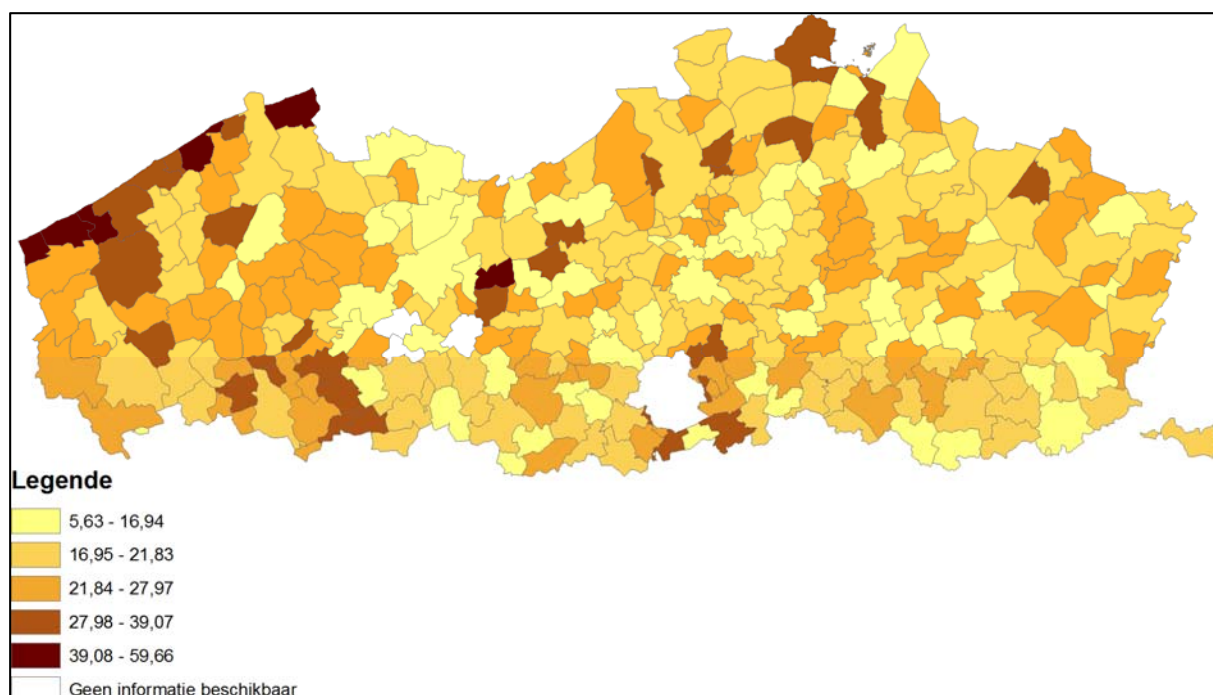 Legende
5,63 - 16,94
16,95 - 21,83
21,84 - 27,97
27,98 - 39,07
39,08 - 59,66
Geen informatie beschikbaar